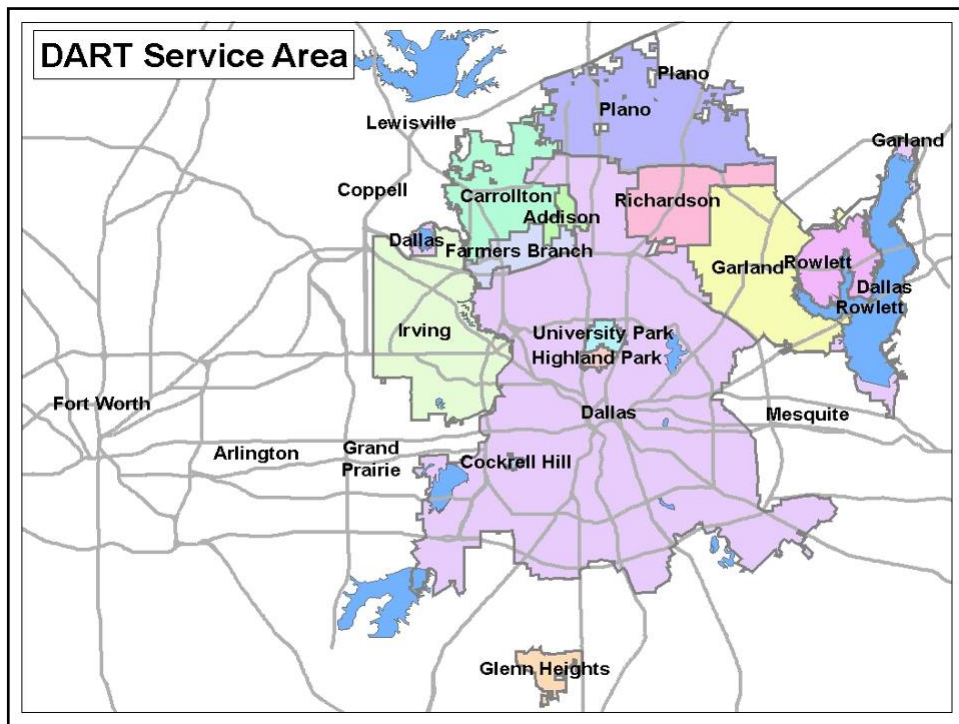 DART Service Area
Plano
Plano
Lewisville
Garland
Coppell
Carrollton
Richardson
Addison
Dallas
Farmers Branch
Garland
Rowlett
Dallas
Rowlett
Irving
University Park
Highland Park
Fort Worth
Dallas
Mesquite
Arlington
Grand
Prairie
Cockrell Hill
Glenn Heights